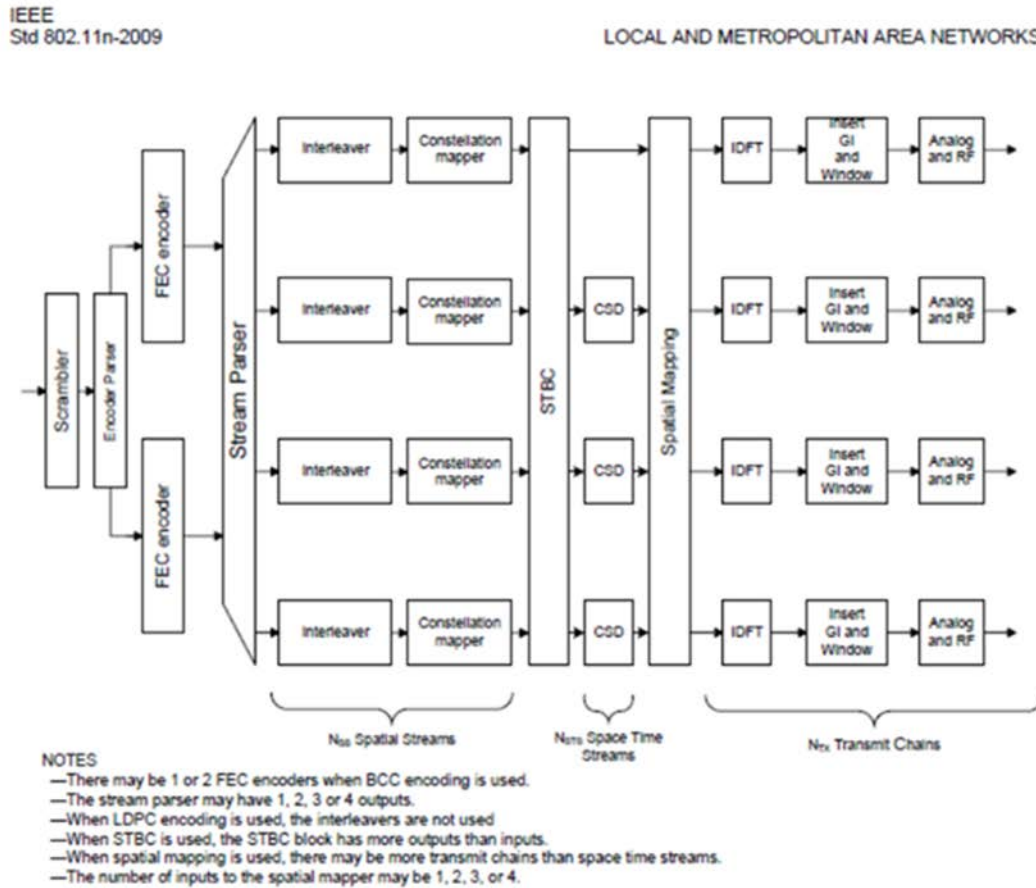 IEEE
Std 802.11n-2009
LOCAL AND METROPOLITAN AREA NETWORKS
Scrambler
Encoder Parser
FEC encoder
FEC encoder
Stream Parser
Interleaver
Constellation
mapper
Interleaver
Constellation
mapper
Interleaver
Constellation
mapper
Interleaver
Constellation
mapper
STBC
CSD
CSD
CSD
Spatial Mapping
IDFT
Insert
GI
and
Window
Analog
and RF
IDFT
Insert
GI and
Window
Analog
and RF
IDFT
Insert
GI and
Window
Analog
and RF
IDFT
Insert
GI and
Window
Analog
and RF
NSS Spatial Streams
NSTS Space Time
Streams
NTX Transmit Chains
NOTES
—There may be 1 or 2 FEC encoders when BCC encoding is used.
—The stream parser may have 1, 2, 3 or 4 outputs.
—When LDPC encoding is used, the interleavers are not used
—When STBC is used, the STBC block has more outputs than inputs.
—When spatial mapping is used, there may be more transmit chains than space time streams.
—The number of inputs to the spatial mapper may be 1, 2, 3, or 4.